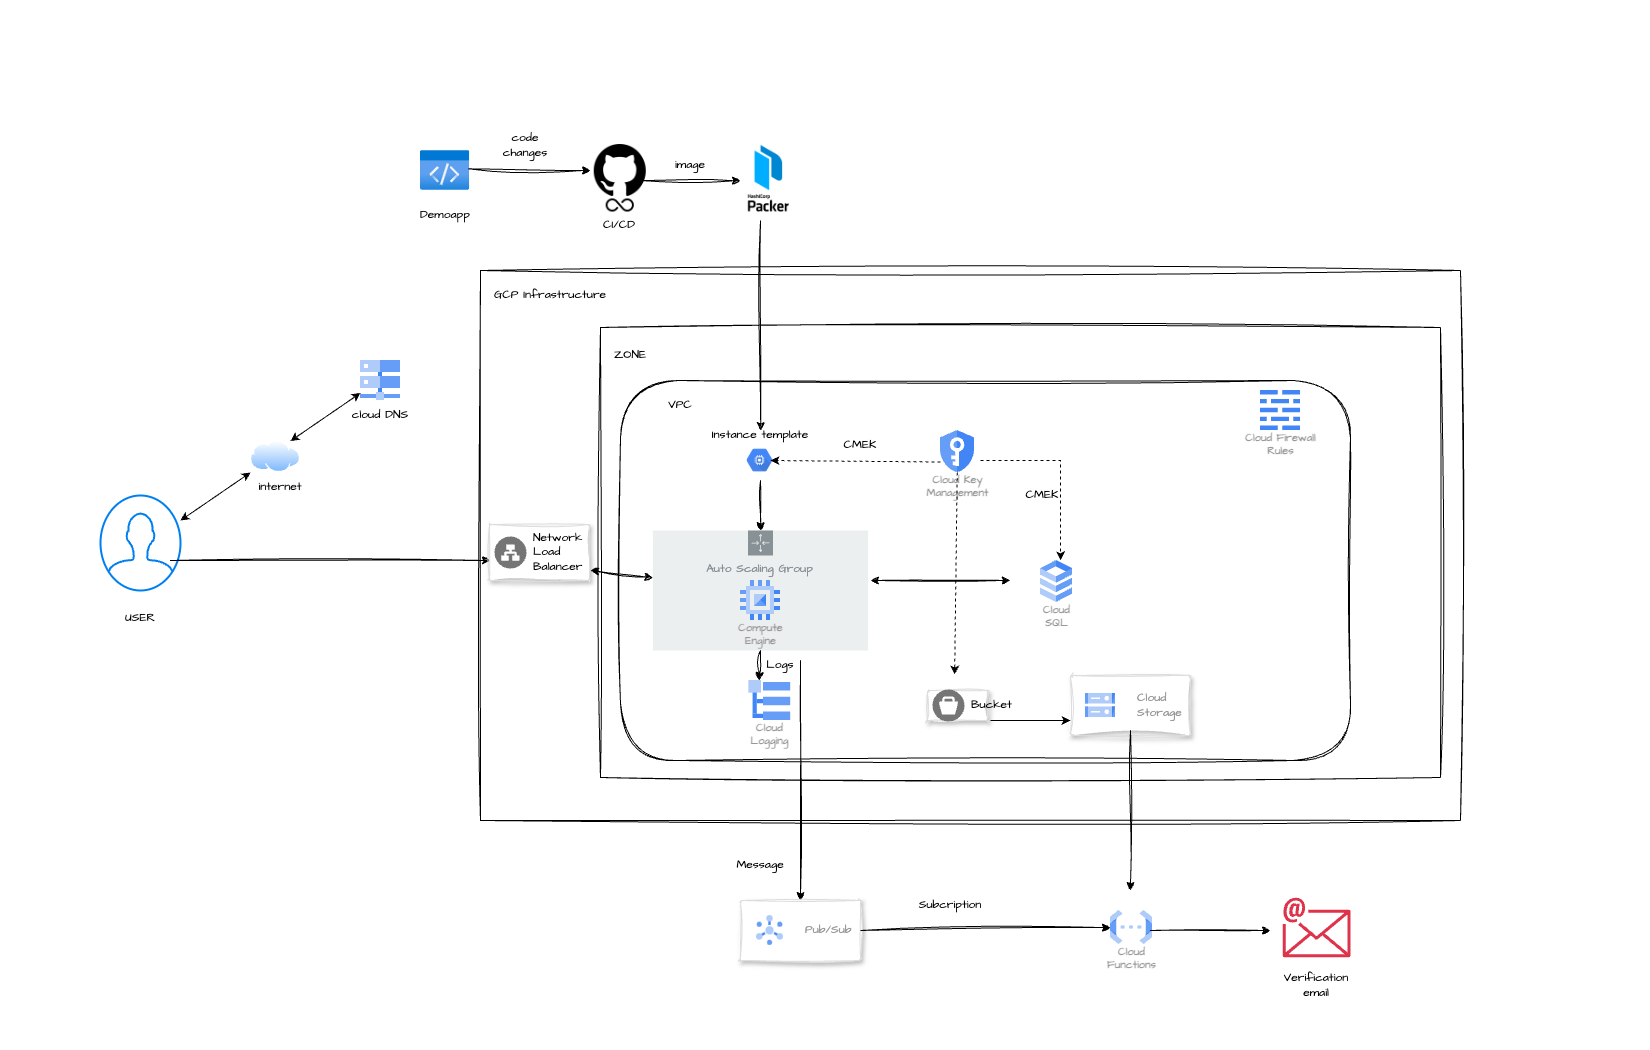 code
changes
image
HashiCorp
Packer
Demoapp
CI/CD
GCP Infrastructure
ZONE
VPC
cloud DNS
internet
USER
Network
Load
Balancer
Instance template
CMEK
Cloud Key
Management
CMEK
Cloud Firewall
Rules
Auto Scaling Group
Compute
Engine
Cloud
SQL
Logs
Cloud
Logging
Bucket
Cloud
Storage
Message
Pub/Sub
Subcription
Cloud
Functions
@
Verification
email